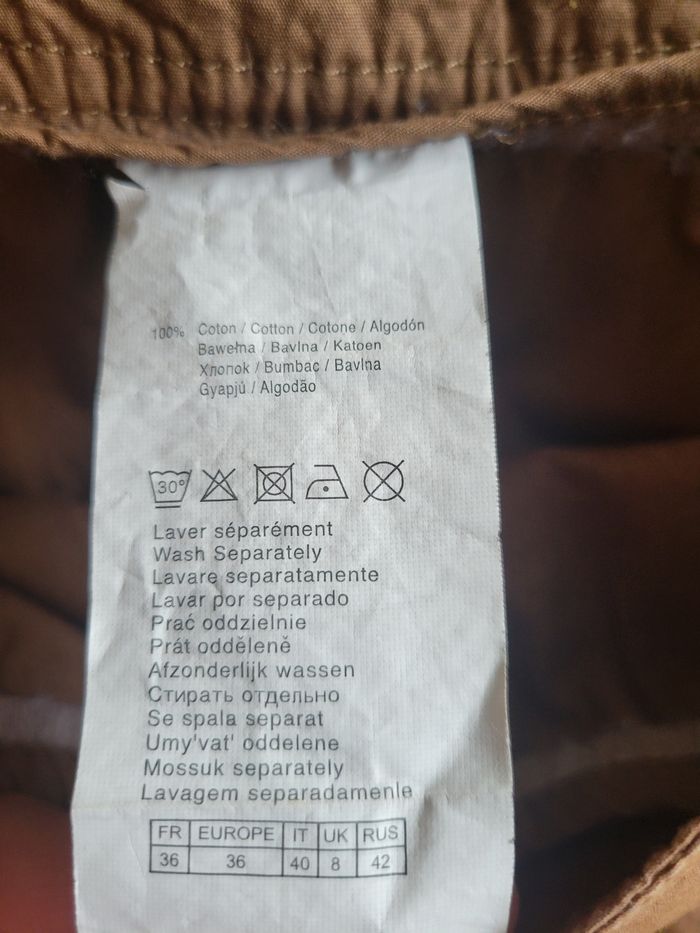 100% Coton / Cotton / Cotone / Algodón
Bawełna / Bavlna / Katoen
Хлопок / Bumbac / Bavlna
Gyapjú / Algodão
30°
Laver séparément
Wash Separately
Lavare separatamente
Lavar por separado
Prać oddzielnie
Prát odděleně
Afzonderlijk wassen
Стирать отдельно
Se spala separat
Umy'vat' oddelene
Mossuk separately
Lavagem separadamenle
FR EUROPE IT UK RUS
36 36 40 8 42